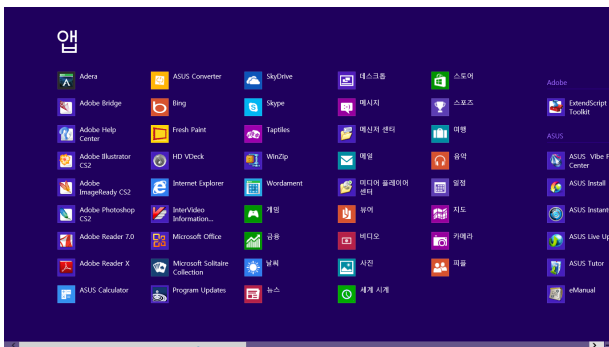 앱
Adera
Adobe Bridge
Adobe Help
Center
Adobe Illustrator
CS2
Adobe
ImageReady CS2
Adobe Photoshop
CS2
Adobe Reader 7.0
Adobe Reader X
ASUS Calculator
ASUS Converter
Bing
Fresh Paint
HD VDeck
Internet Explorer
InterVideo
Information...
Microsoft Office
Microsoft Solitaire
Collection
Program Updates
SkyDrive
Skype
Taptiles
WinZip
Wordament
게임
금융
날씨
뉴스
데스크톱
메시지
메신저 센터
메일
미디어 플레이어
센터
뷰어
비디오
사진
세계 시계
스토어
스포츠
여행
음악
일정
지도
카메라
피플
Adobe
ExtendScript
Toolkit
ASUS
ASUS Vibe
Center
ASUS Install
ASUS Instant
ASUS Live
ASUS Tutor
eManual